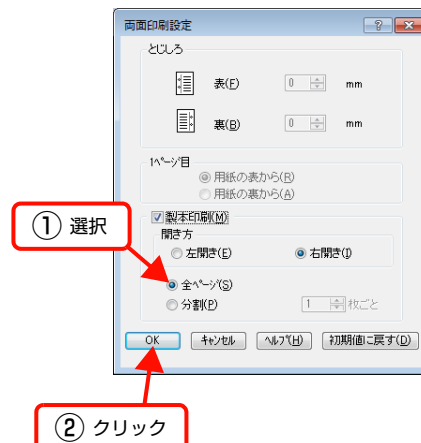 両面印刷設定
とじしろ
表(F) 0 mm
裏(B) 0 mm
1ページ目
用紙の表から(R)
用紙の裏から(A)
製本印刷(M)
① 選択
開き方
左開き(E) 右開き(I)
全ページ(S)
分割(P) 1 枚ごと
OK キャンセル ヘルプ(H) 初期値に戻す(D)
② クリック